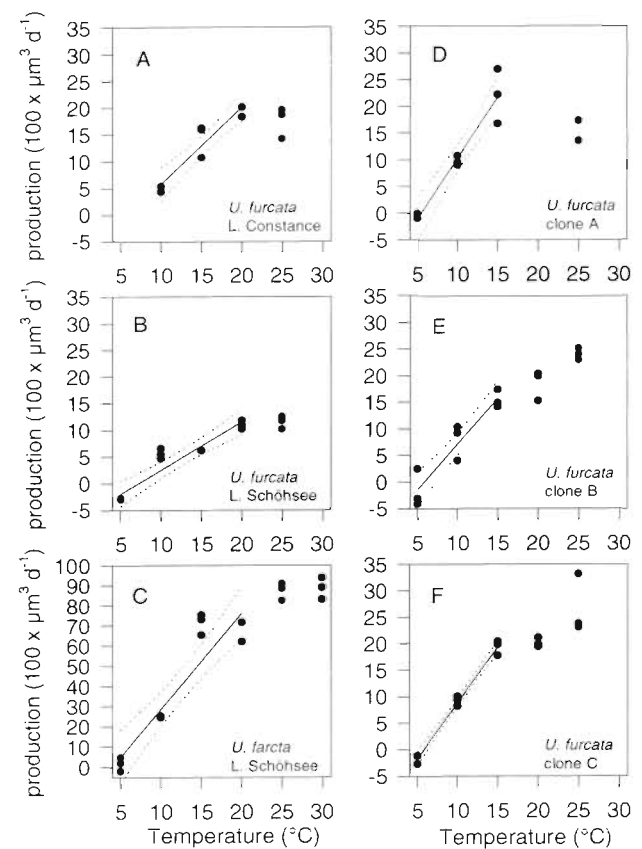 production (100 x µm³ d⁻¹)
35
30
25
20
15
10
5
0
-5
A
U. furcata
L. Constance
5 10 15 20 25 30
35
30
25
20
15
10
5
0
-5
D
U. furcata
clone A
5 10 15 20 25 30
production (100 x µm³ d⁻¹)
35
30
25
20
15
10
5
0
-5
B
U. furcata
L. Schöhsee
5 10 15 20 25 30
35
30
25
20
15
10
5
0
-5
E
U. furcata
clone B
5 10 15 20 25 30
production (100 x µm³ d⁻¹)
100
90
80
70
60
50
40
30
20
10
0
C
U. farcta
L. Schöhsee
5 10 15 20 25 30
Temperature (°C)
35
30
25
20
15
10
5
0
-5
F
U. furcata
clone C
5 10 15 20 25 30
Temperature (°C)